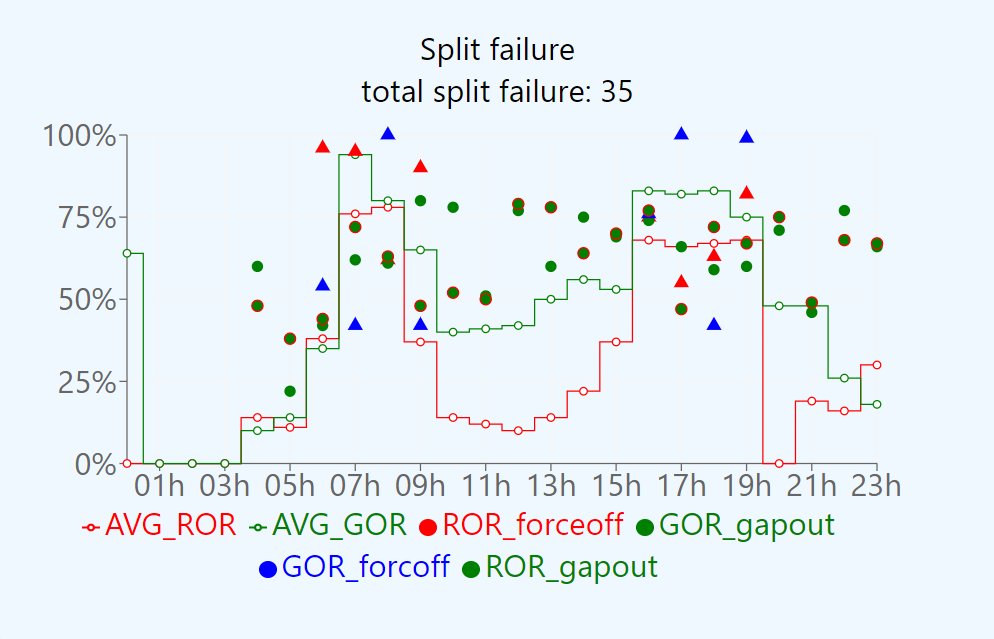 Split failure
total split failure: 35
100%
75%
50%
25%
0%
01h 03h 05h 07h 09h 11h 13h 15h 17h 19h 21h 23h
AVG_ROR AVG_GOR ROR_forceoff GOR_gapout
GOR_forcoff ROR_gapout